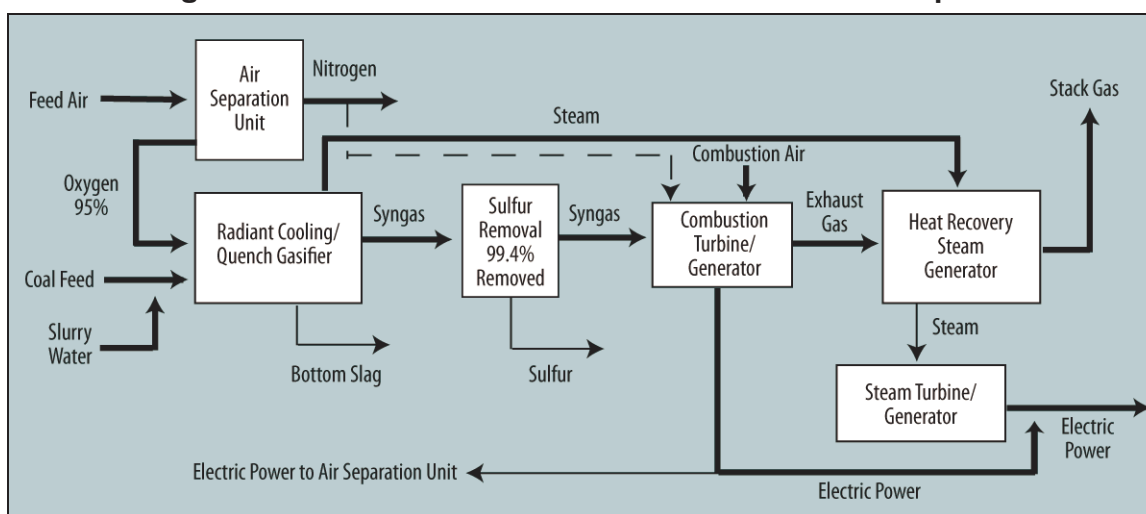 Air
Separation
Unit
Nitrogen
Feed Air
Stack Gas
Steam
Combustion Air
Oxygen
95%
Radiant Cooling/
Quench Gasifier
Syngas
Sulfur
Removal
99.4%
Removed
Syngas
Combustion
Turbine/
Generator
Exhaust
Gas
Heat Recovery
Steam
Generator
Coal Feed
Slurry
Water
Bottom Slag
Sulfur
Steam
Steam Turbine/
Generator
Electric
Power
Electric Power to Air Separation Unit
Electric Power